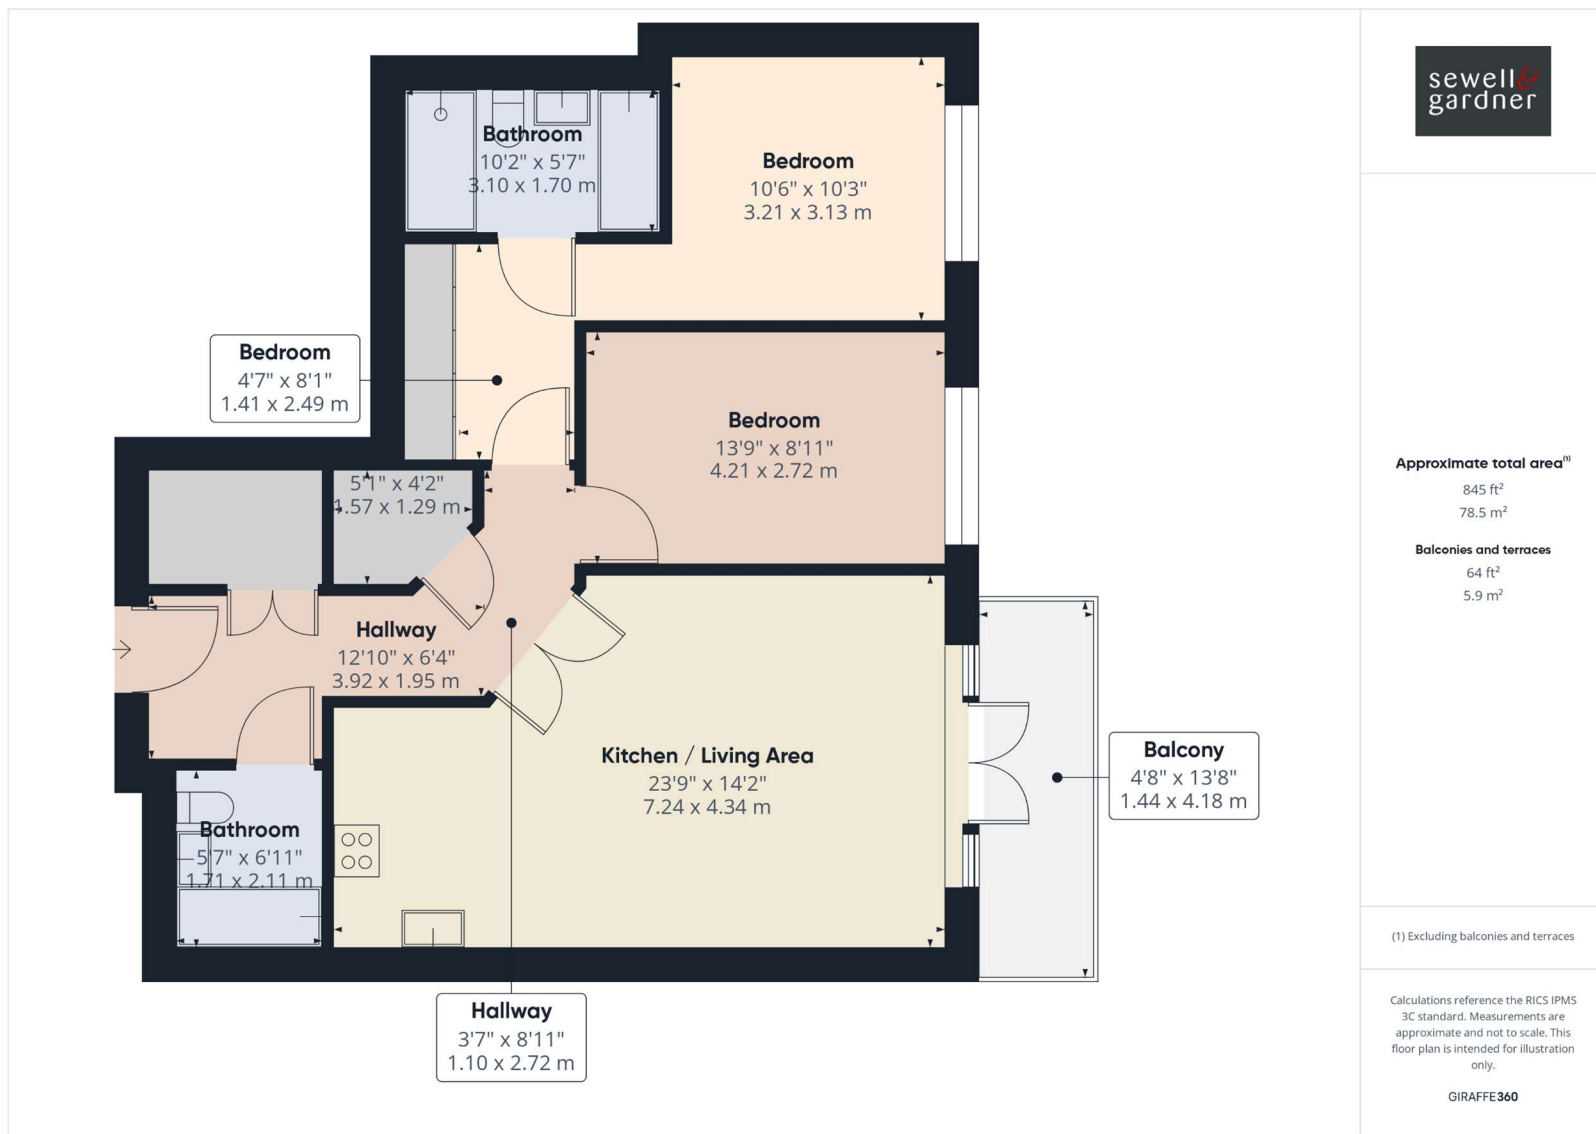 Bathroom
10'2" x 5'7"
3.10 x 1.70 m
Bedroom
10'6" x 10'3"
3.21 x 3.13 m
Bedroom
4'7" x 8'1"
1.41 x 2.49 m
Bedroom
13'9" x 8'11"
4.21 x 2.72 m
5'1" x 4'2"
1.57 x 1.29 m
Hallway
12'10" x 6'4"
3.92 x 1.95 m
Kitchen / Living Area
23'9" x 14'2"
7.24 x 4.34 m
Balcony
4'8" x 13'8"
1.44 x 4.18 m
Bathroom
5'7" x 6'11"
1.71 x 2.11 m
Hallway
3'7" x 8'11"
1.10 x 2.72 m
sewell &
gardner
Approximate total area(1)
845 ft²
78.5 m²
Balconies and terraces
64 ft²
5.9 m²
(1) Excluding balconies and terraces
Calculations reference the RICS IPMS
3C standard. Measurements are
approximate and not to scale. This
floor plan is intended for illustration
only.
GIRAFFE360